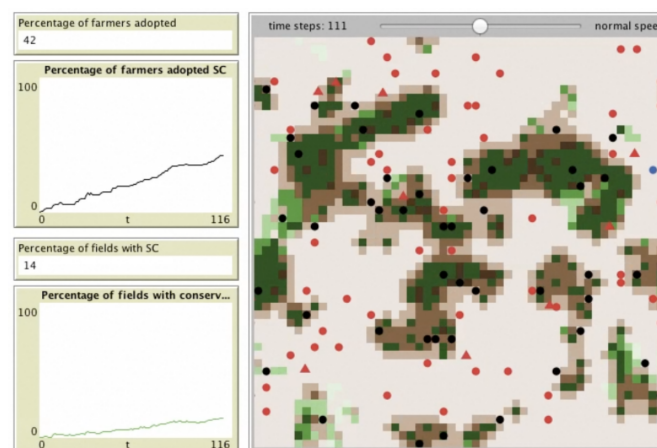 Percentage of farmers adopted
42
Percentage of farmers adopted SC
100
0
0 t 116
Percentage of fields with SC
14
Percentage of fields with conserv...
100
0
0 t 116
time steps: 111 normal spee